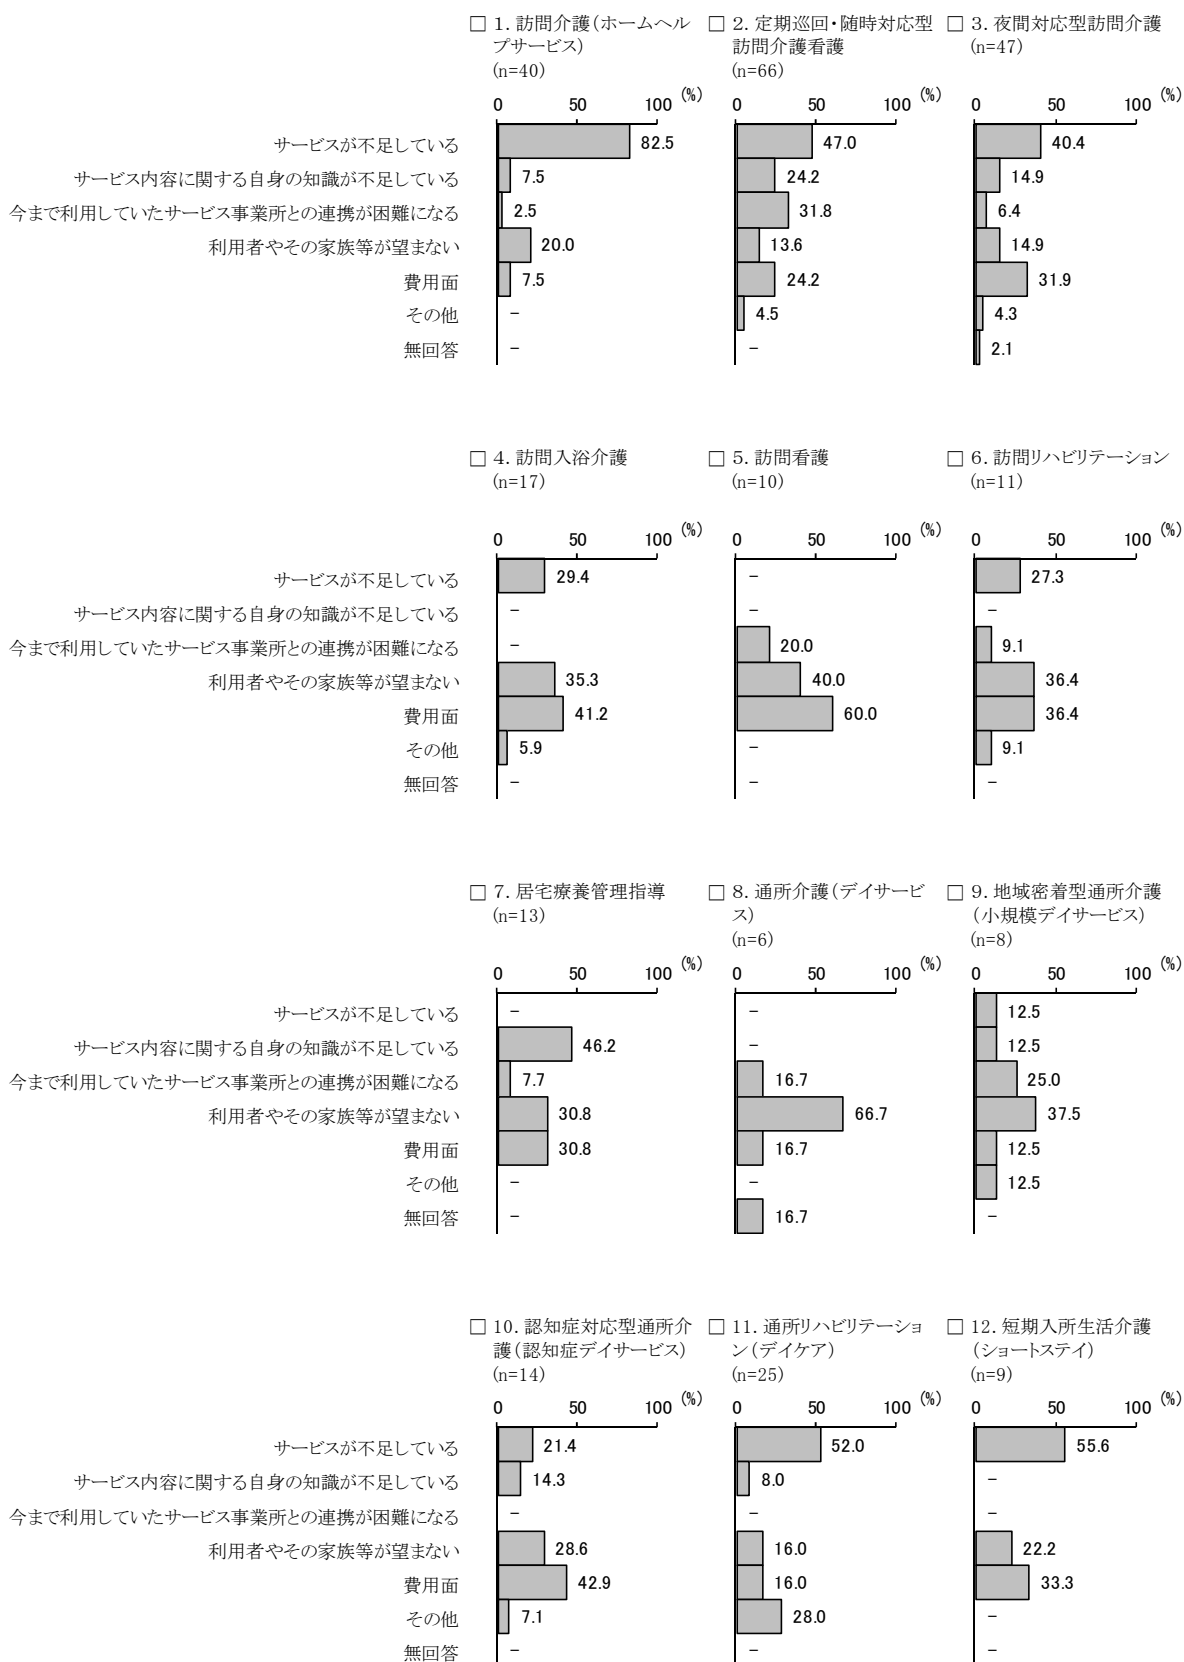 □ 1．訪問介護（ホームヘル
プサービス）
(n=40)
□ 2．定期巡回・随時対応型
訪問介護看護
(n=66)
□ 3．夜間対応型訪問介護
(n=47)
0 50 100 (%) 0 50 100 (%) 0 50 100 (%)
サービスが不足している 82.5 47.0 40.4
サービス内容に関する自身の知識が不足している 7.5 24.2 14.9
今まで利用していたサービス事業所との連携が困難になる 2.5 31.8 6.4
利用者やその家族等が望まない 20.0 13.6 14.9
費用面 7.5 24.2 31.9
その他 - 4.5 4.3
無回答 - - 2.1
□ 4．訪問入浴介護
(n=17)
□ 5．訪問看護
(n=10)
□ 6．訪問リハビリテーション
(n=11)
0 50 100 (%) 0 50 100 (%) 0 50 100 (%)
サービスが不足している 29.4 - 27.3
サービス内容に関する自身の知識が不足している - - -
今まで利用していたサービス事業所との連携が困難になる - 20.0 9.1
利用者やその家族等が望まない 35.3 40.0 36.4
費用面 41.2 60.0 36.4
その他 5.9 - 9.1
無回答 - - -
□ 7．居宅療養管理指導
(n=13)
□ 8．通所介護（デイサービ
ス）
(n=6)
□ 9．地域密着型通所介護
（小規模デイサービス）
(n=8)
0 50 100 (%) 0 50 100 (%) 0 50 100 (%)
サービスが不足している - - 12.5
サービス内容に関する自身の知識が不足している 46.2 - 12.5
今まで利用していたサービス事業所との連携が困難になる 7.7 16.7 25.0
利用者やその家族等が望まない 30.8 66.7 37.5
費用面 30.8 16.7 12.5
その他 - - 12.5
無回答 - 16.7 -
□ 10．認知症対応型通所介
護（認知症デイサービス）
(n=14)
□ 11．通所リハビリテーショ
ン（デイケア）
(n=25)
□ 12．短期入所生活介護
（ショートステイ）
(n=9)
0 50 100 (%) 0 50 100 (%) 0 50 100 (%)
サービスが不足している 21.4 52.0 55.6
サービス内容に関する自身の知識が不足している 14.3 8.0 -
今まで利用していたサービス事業所との連携が困難になる - - -
利用者やその家族等が望まない 28.6 16.0 22.2
費用面 42.9 16.0 33.3
その他 7.1 28.0 -
無回答 - - -